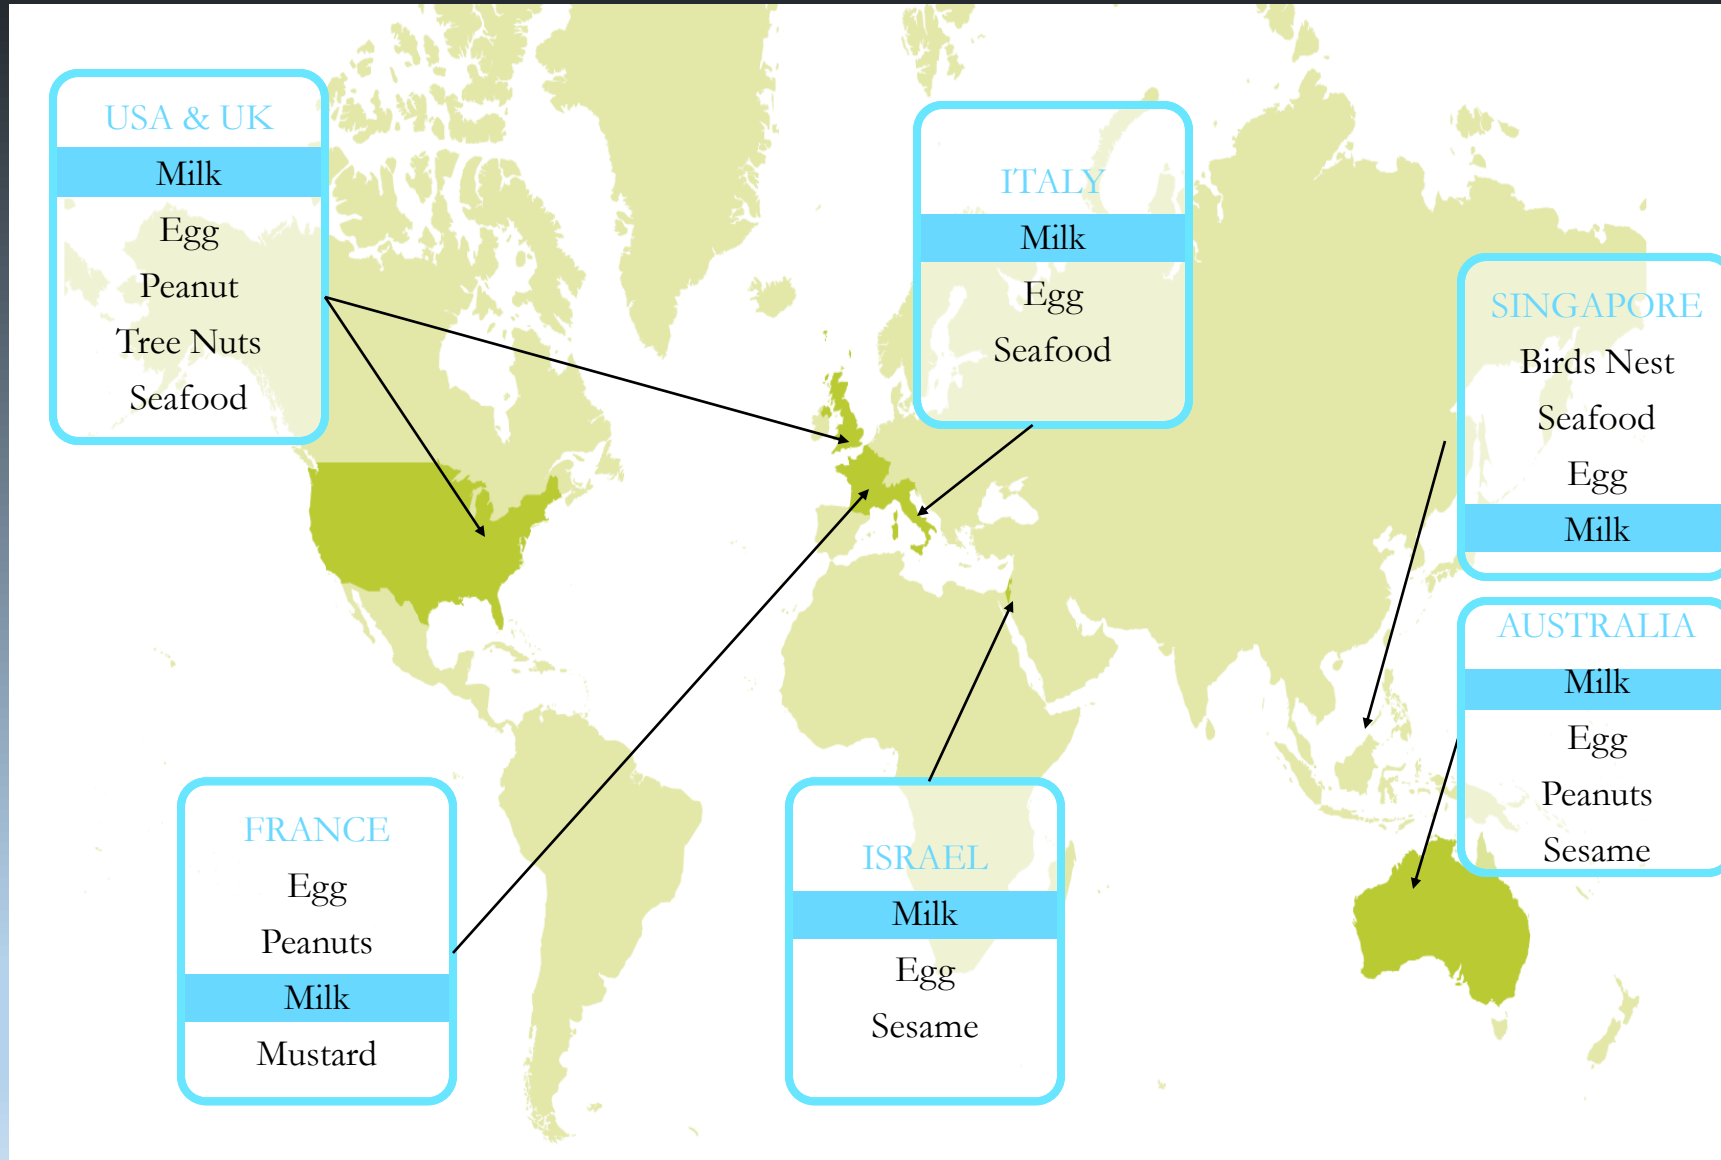 USA & UK
Milk
Egg
Peanut
Tree Nuts
Seafood
ITALY
Milk
Egg
Seafood
SINGAPORE
Birds Nest
Seafood
Egg
Milk
AUSTRALIA
Milk
Egg
Peanuts
Sesame
FRANCE
Egg
Peanuts
Milk
Mustard
ISRAEL
Milk
Egg
Sesame